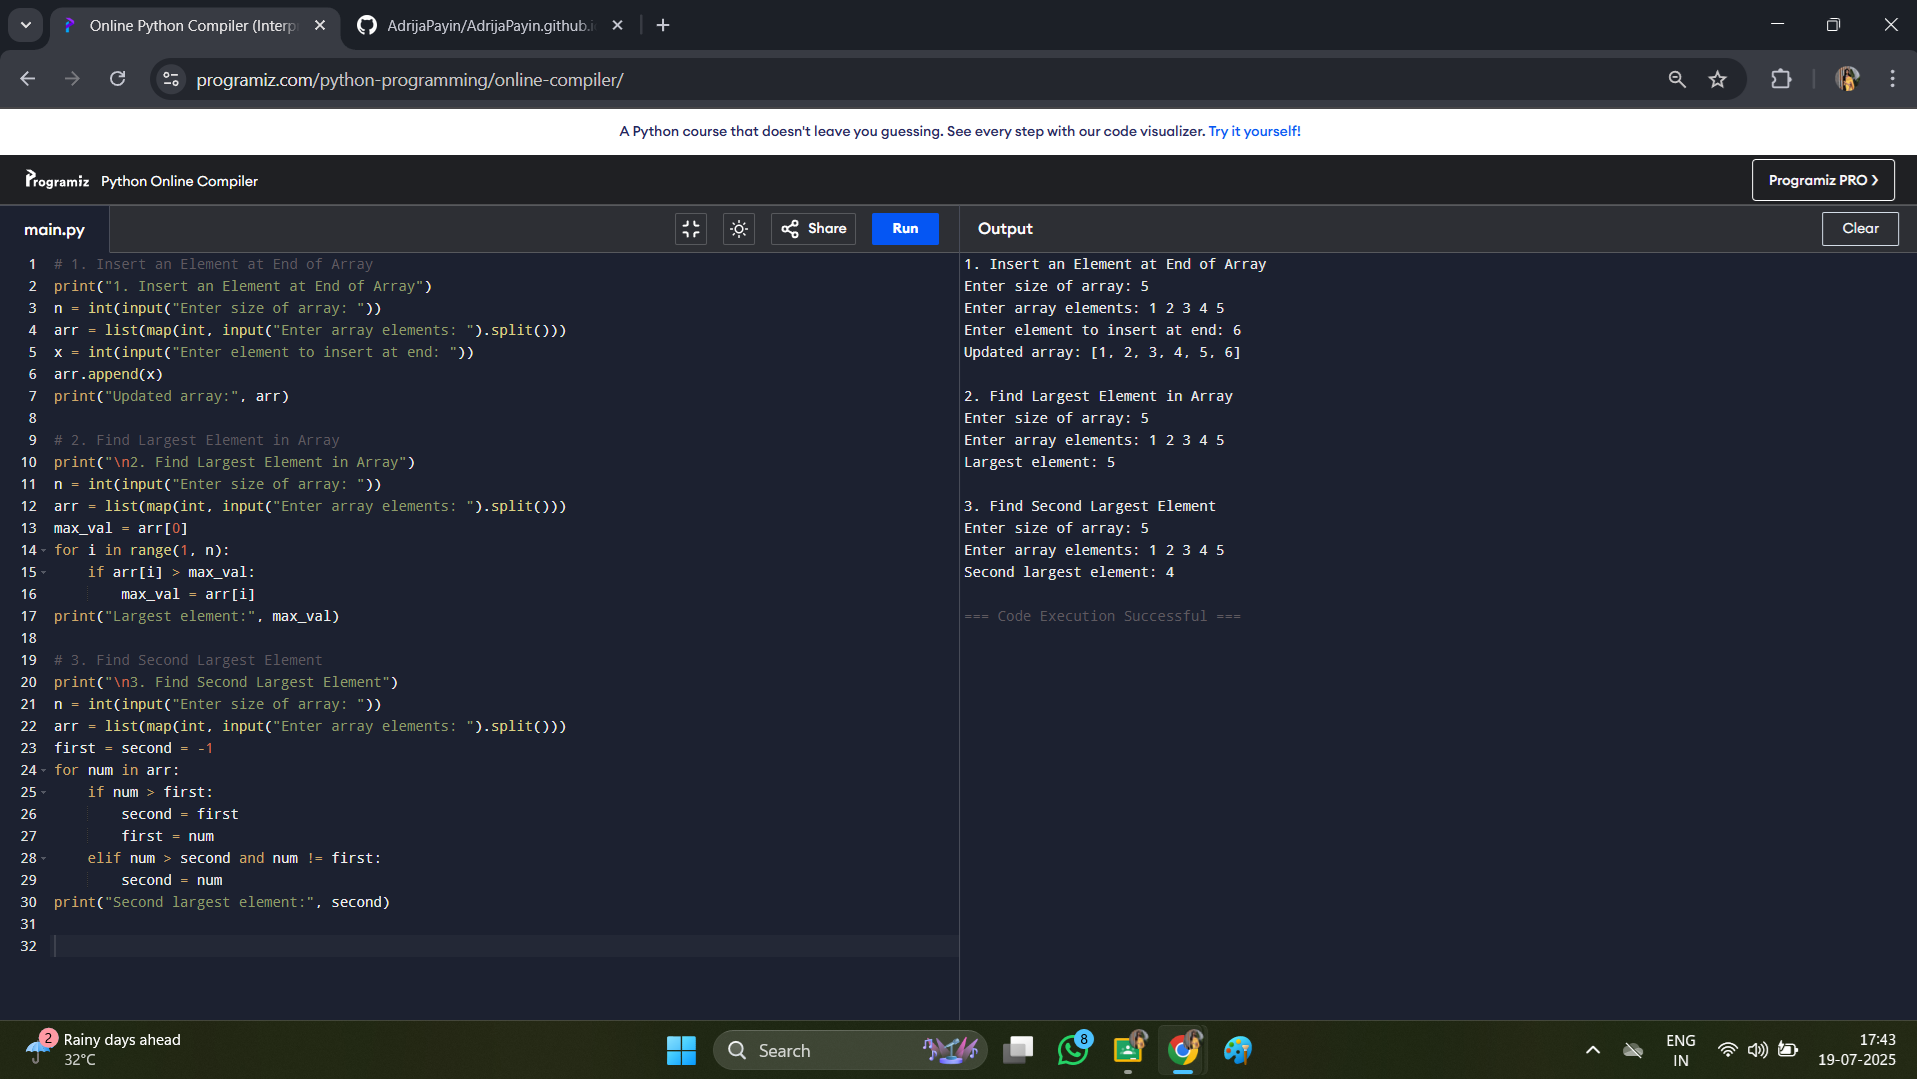 Online Python Compiler (Interp
AdrijaPayin/AdrijaPayin.github.i
programiz.com/python-programming/online-compiler/
A Python course that doesn't leave you guessing. See every step with our code visualizer. Try it yourself!
Programiz Python Online Compiler
Programiz PRO
main.py
Share
Run
Output
Clear
1 # 1. Insert an Element at End of Array
2 print("1. Insert an Element at End of Array")
3 n = int(input("Enter size of array: "))
4 arr = list(map(int, input("Enter array elements: ").split()))
5 x = int(input("Enter element to insert at end: "))
6 arr.append(x)
7 print("Updated array:", arr)
8
9 # 2. Find Largest Element in Array
10 print("\n2. Find Largest Element in Array")
11 n = int(input("Enter size of array: "))
12 arr = list(map(int, input("Enter array elements: ").split()))
13 max_val = arr[0]
14 for i in range(1, n):
15     if arr[i] > max_val:
16         max_val = arr[i]
17 print("Largest element:", max_val)
18
19 # 3. Find Second Largest Element
20 print("\n3. Find Second Largest Element")
21 n = int(input("Enter size of array: "))
22 arr = list(map(int, input("Enter array elements: ").split()))
23 first = second = -1
24 for num in arr:
25     if num > first:
26         second = first
27         first = num
28     elif num > second and num != first:
29         second = num
30 print("Second largest element:", second)
31
32
1. Insert an Element at End of Array
Enter size of array: 5
Enter array elements: 1 2 3 4 5
Enter element to insert at end: 6
Updated array: [1, 2, 3, 4, 5, 6]
2. Find Largest Element in Array
Enter size of array: 5
Enter array elements: 1 2 3 4 5
Largest element: 5
3. Find Second Largest Element
Enter size of array: 5
Enter array elements: 1 2 3 4 5
Second largest element: 4
=== Code Execution Successful ===
2
Rainy days ahead
32°C
Search
8
ENG
IN
17:43
19-07-2025